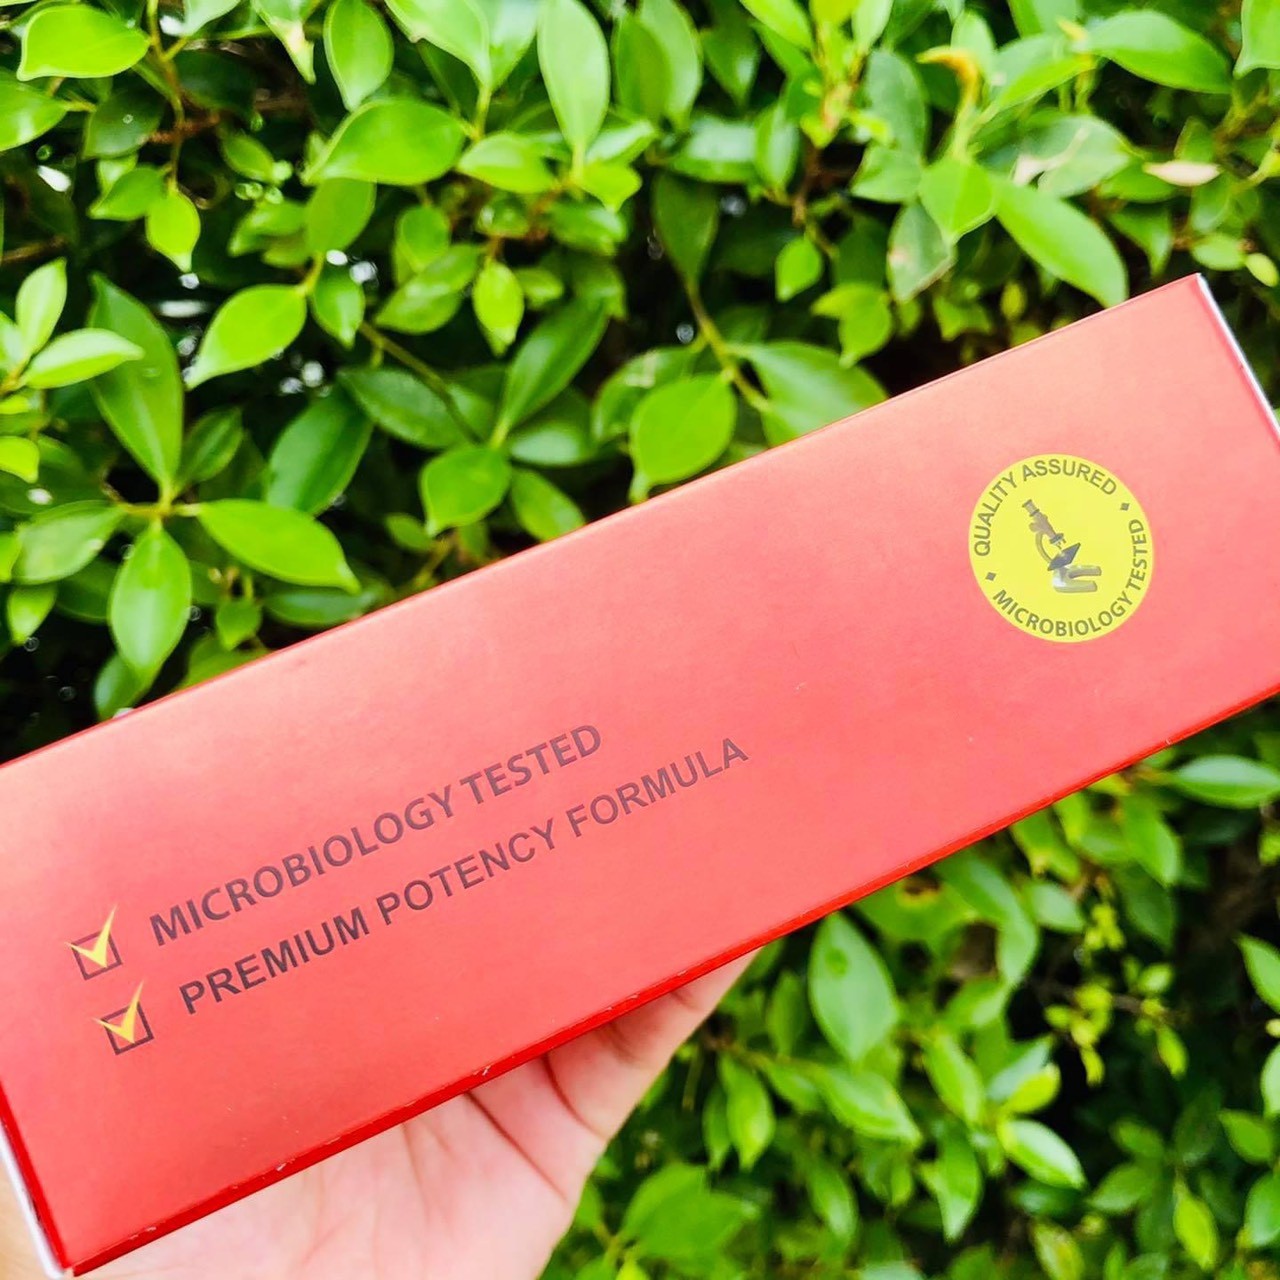 QUALITY ASSURED
MICROBIOLOGY TESTED
MICROBIOLOGY TESTED
PREMIUM POTENCY FORMULA